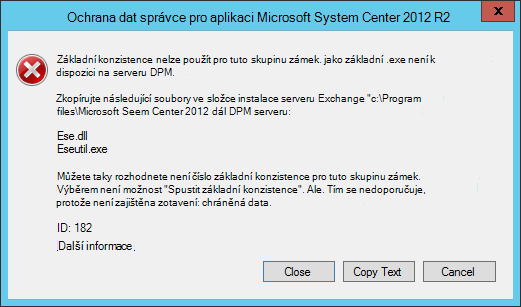 Ochrana dat správce pro aplikaci Microsoft System Center 2012 R2
x
Základní konzistence nelze použít pro tuto skupinu zámek. jako základní .exe není k
dispozici na serveru DPM.
Zkopírujte následující soubory ve složce instalace serveru Exchange "c:\Program
files\Microsoft Seem Center 2012 dál DPM serveru:
Ese.dll
Eseutil.exe
Můžete taky rozhodnete není číslo základní konzistence pro tuto skupinu zámek.
Výběrem není možnost "Spustit základní konzistence". Ale. Tím se nedoporučuje,
protože není zajištěna zotavení: chráněná data.
ID: 182
Další informace
Close
Copy Text
Cancel